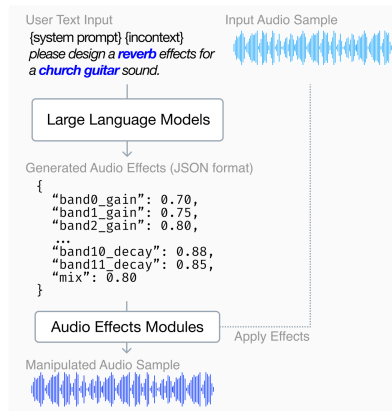 User Text Input
Input Audio Sample
{system prompt} {incontext}
please design a reverb effects for
a church guitar sound.
Large Language Models
Generated Audio Effects (JSON format)
{
“band0_gain”: 0.70,
“band1_gain”: 0.75,
“band2_gain”: 0.80,
...
“band10_decay”: 0.88,
“band11_decay”: 0.85,
“mix”: 0.80
}
Audio Effects Modules
Apply Effects
Manipulated Audio Sample